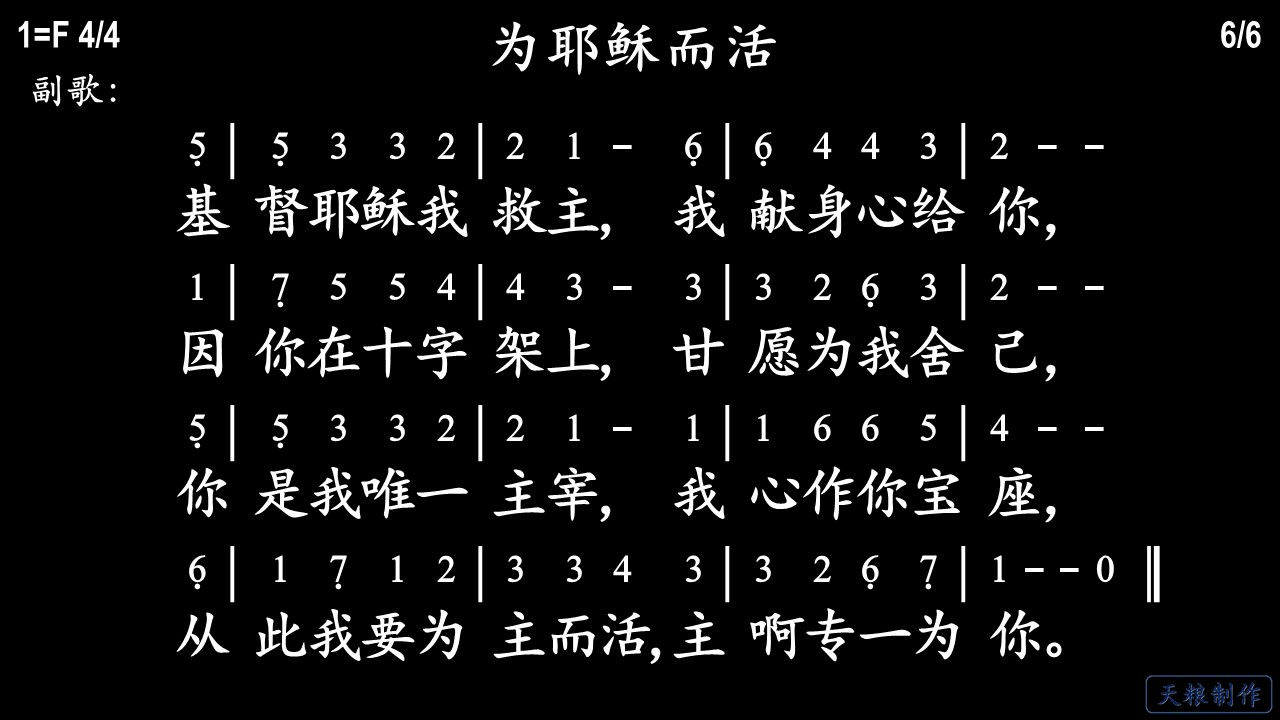 1=F 4/4
为耶稣而活
6/6
副歌：
5̣ | 5̣ 3 3 2 | 2 1 - 6̣ | 6̣ 4 4 3 | 2 - -
基 督耶稣我 救主， 我 献身心给 你，
1 | 7̣ 5 5 4 | 4 3 - 3 | 3 2 6̣ 3 | 2 - -
因 你在十字 架上， 甘 愿为我舍 己，
5̣ | 5̣ 3 3 2 | 2 1 - 1 | 1 6 6 5 | 4 - -
你 是我唯一 主宰， 我 心作你宝 座，
6̣ | 1 7̣ 1 2 | 3 3 4 3 | 3 2 6̣ 7̣ | 1 - - 0 ‖
从 此我要为 主而活，主 啊专一为 你。
天粮制作